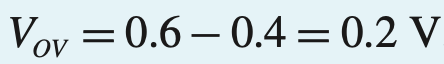 V_OV = 0.6 − 0.4 = 0.2 V